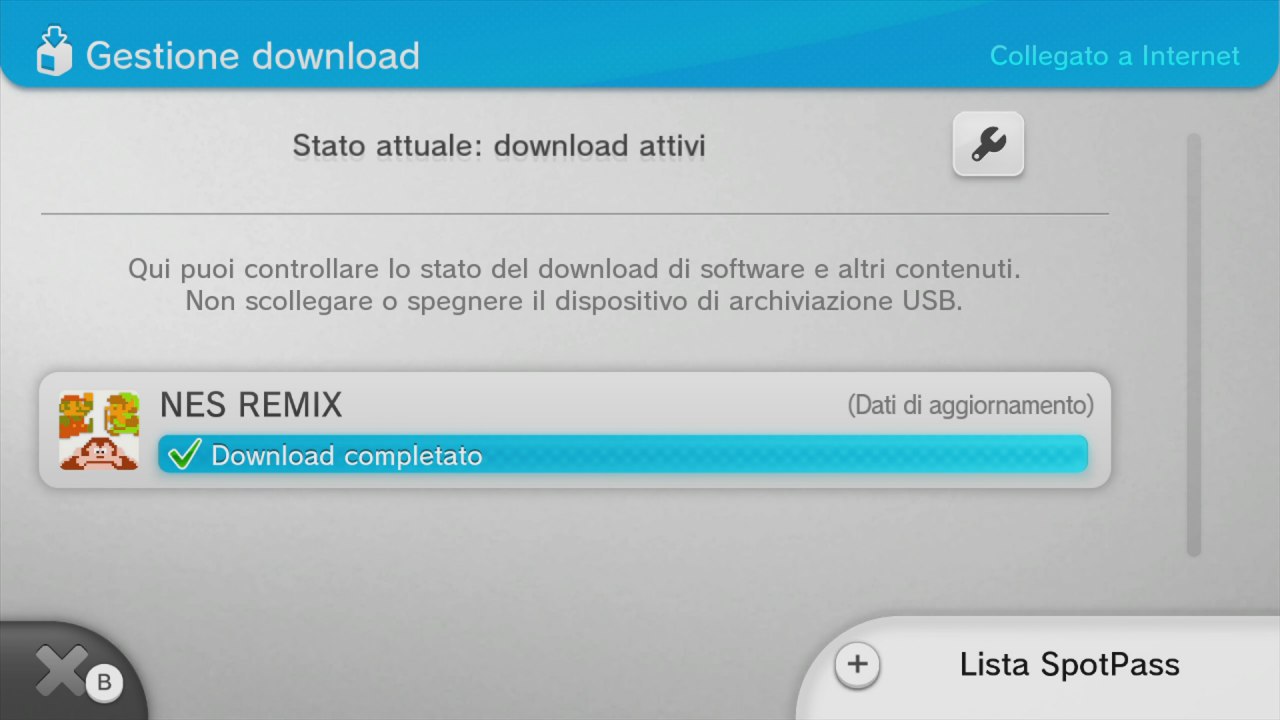 Gestione download
Collegato a Internet
Stato attuale: download attivi
Qui puoi controllare lo stato del download di software e altri contenuti.
Non scollegare o spegnere il dispositivo di archiviazione USB.
NES REMIX
(Dati di aggiornamento)
Download completato
B
+
Lista SpotPass